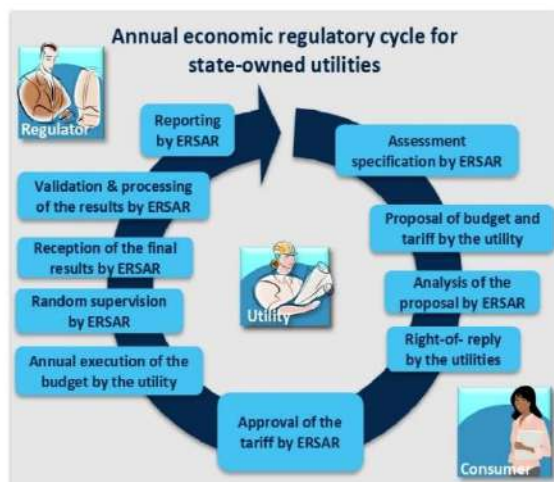 Annual economic regulatory cycle for
state-owned utilities
Regulator
Reporting
by ERSAR
Assessment
specification by ERSAR
Validation & processing
of the results by ERSAR
Proposal of budget and
tariff by the utility
Reception of the final
results by ERSAR
Analysis of the
proposal by ERSAR
Random supervision
by ERSAR
Utility
Right-of- reply
by the utilities
Annual execution of the
budget by the utility
Approval of the
tariff by ERSAR
Consumer